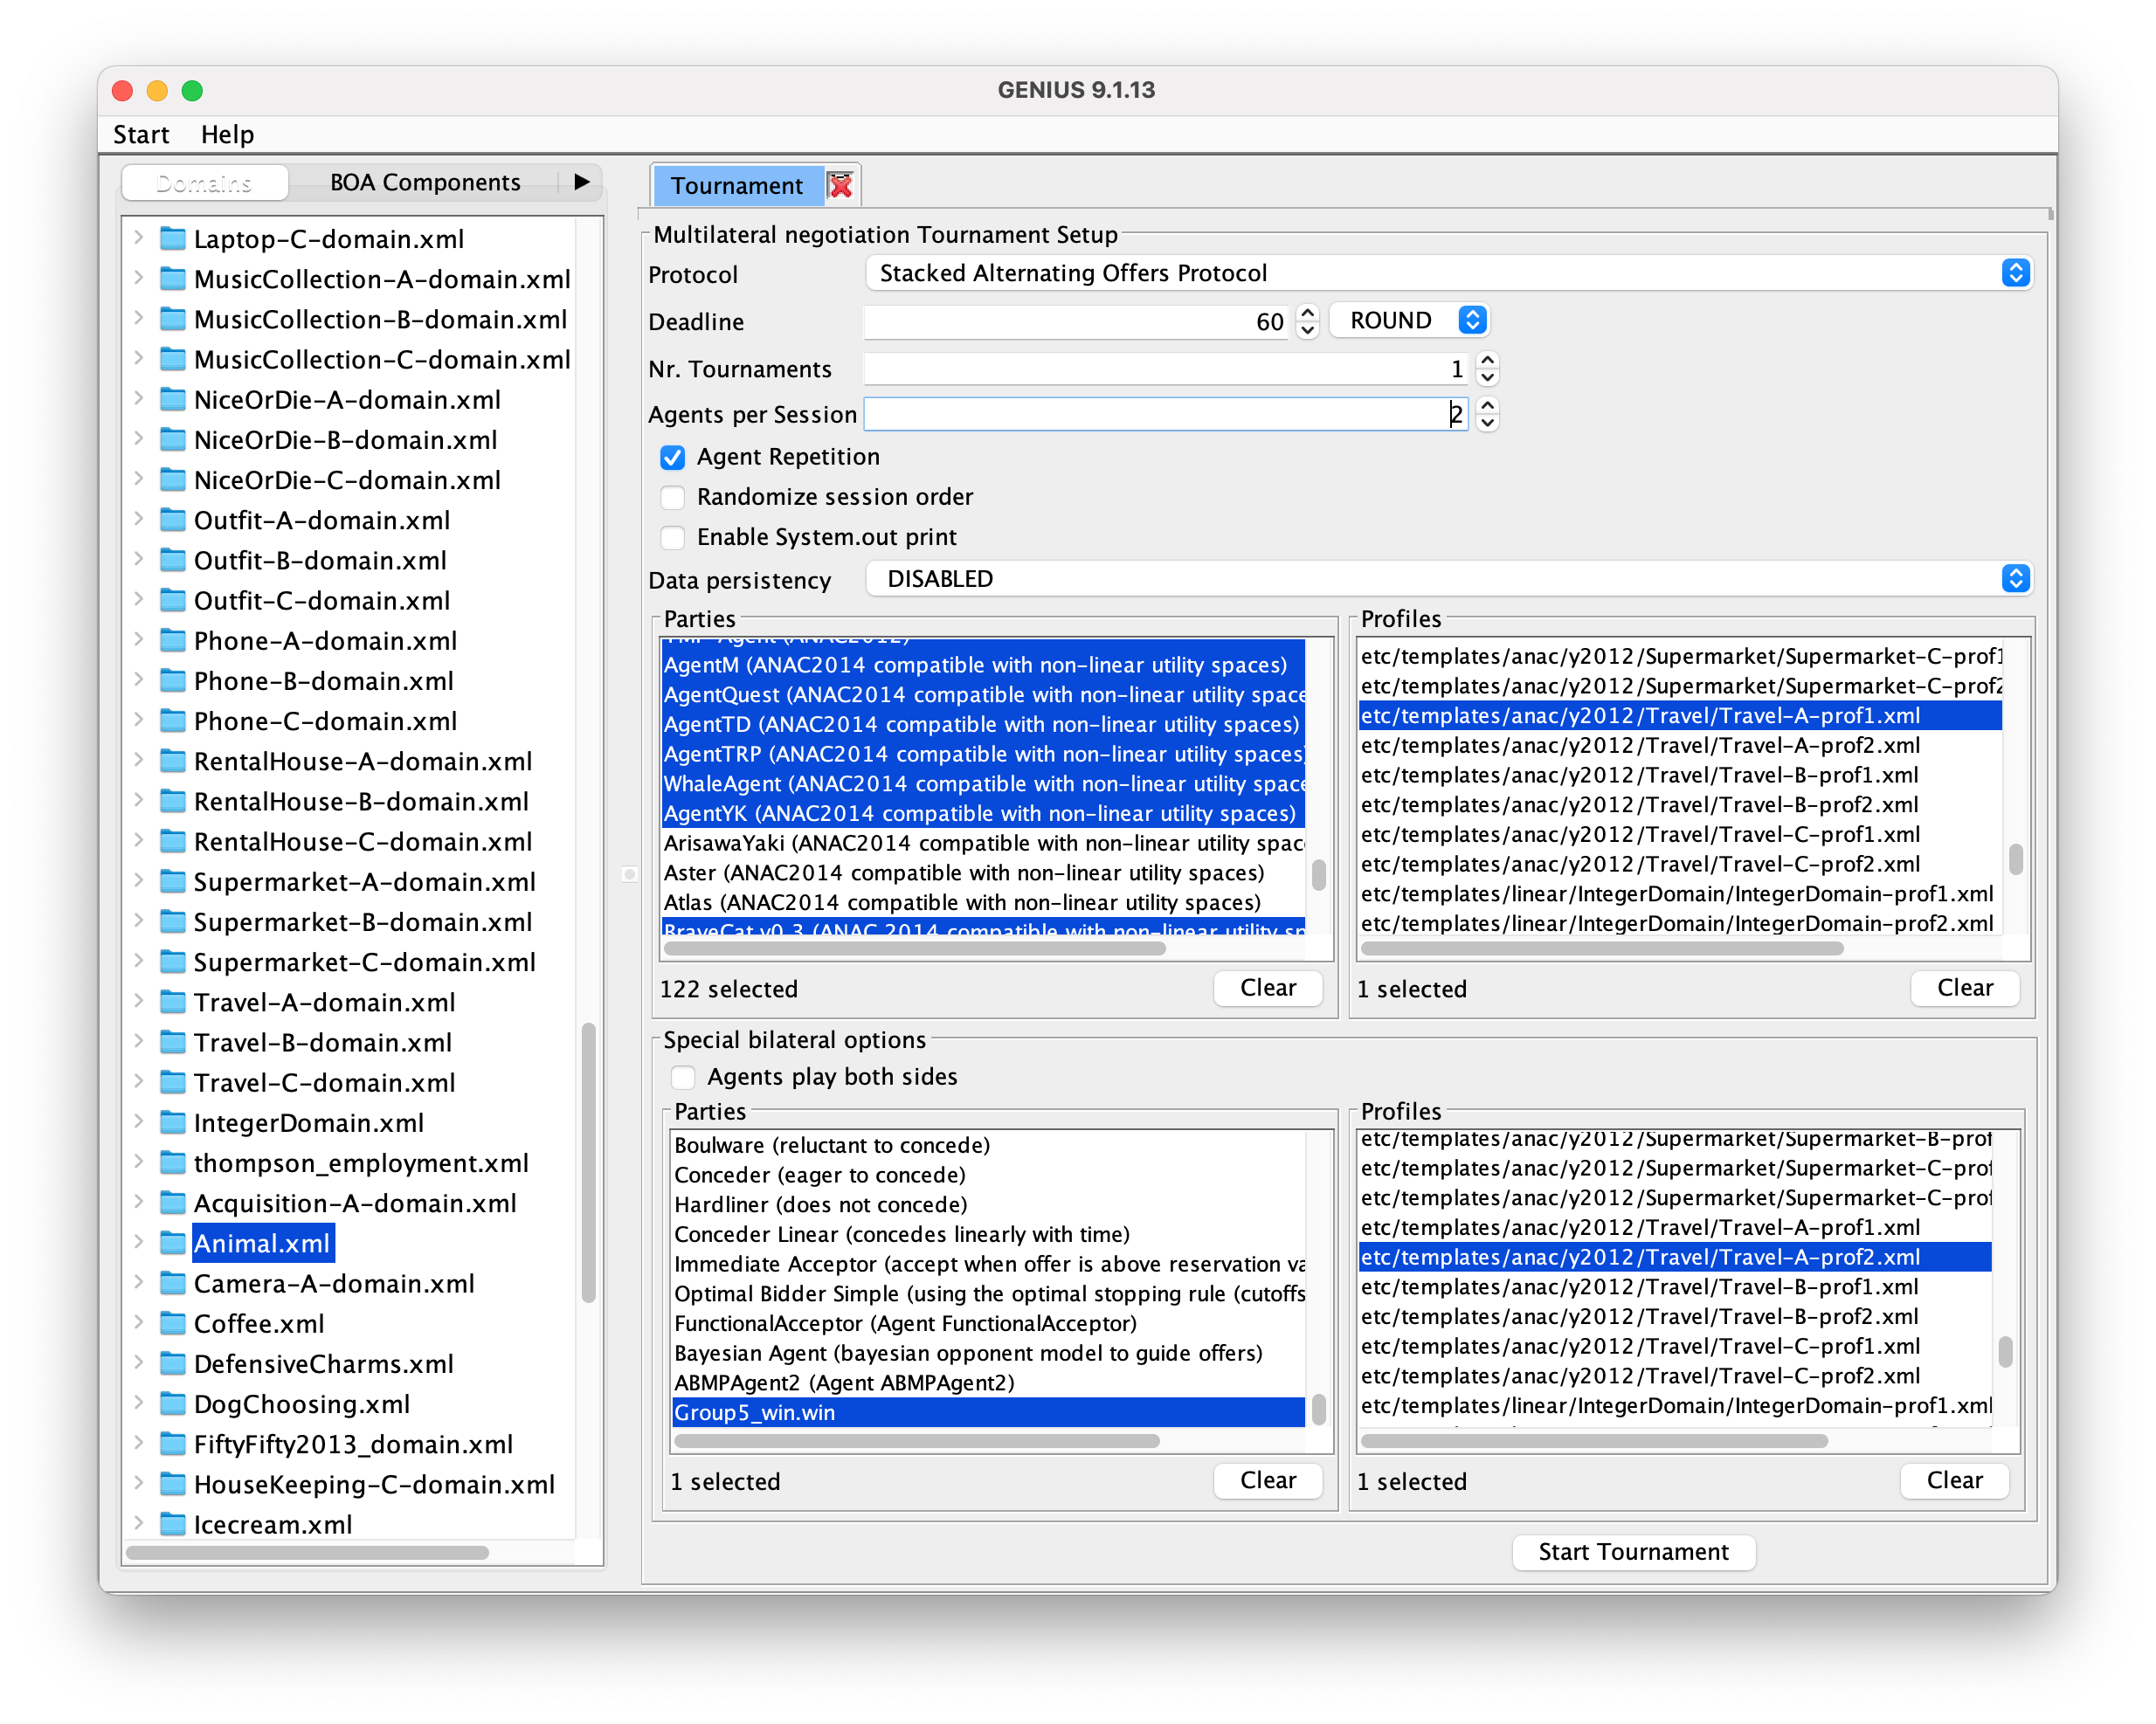 GENIUS 9.1.13
Start Help
Domains BOA Components
Laptop-C-domain.xml
MusicCollection-A-domain.xml
MusicCollection-B-domain.xml
MusicCollection-C-domain.xml
NiceOrDie-A-domain.xml
NiceOrDie-B-domain.xml
NiceOrDie-C-domain.xml
Outfit-A-domain.xml
Outfit-B-domain.xml
Outfit-C-domain.xml
Phone-A-domain.xml
Phone-B-domain.xml
Phone-C-domain.xml
RentalHouse-A-domain.xml
RentalHouse-B-domain.xml
RentalHouse-C-domain.xml
Supermarket-A-domain.xml
Supermarket-B-domain.xml
Supermarket-C-domain.xml
Travel-A-domain.xml
Travel-B-domain.xml
Travel-C-domain.xml
IntegerDomain.xml
thompson_employment.xml
Acquisition-A-domain.xml
Animal.xml
Camera-A-domain.xml
Coffee.xml
DefensiveCharms.xml
DogChoosing.xml
FiftyFifty2013_domain.xml
HouseKeeping-C-domain.xml
Icecream.xml
Tournament
Multilateral negotiation Tournament Setup
Protocol Stacked Alternating Offers Protocol
Deadline 60 ROUND
Nr. Tournaments 1
Agents per Session 2
Agent Repetition
Randomize session order
Enable System.out print
Data persistency DISABLED
Parties
AgentM (ANAC2014 compatible with non-linear utility spaces)
AgentQuest (ANAC2014 compatible with non-linear utility space
AgentTD (ANAC2014 compatible with non-linear utility spaces)
AgentTRP (ANAC2014 compatible with non-linear utility spaces)
WhaleAgent (ANAC2014 compatible with non-linear utility space
AgentYK (ANAC2014 compatible with non-linear utility spaces)
ArisawaYaki (ANAC2014 compatible with non-linear utility spac
Aster (ANAC2014 compatible with non-linear utility spaces)
Atlas (ANAC2014 compatible with non-linear utility spaces)
BraveCat v0.3 (ANAC 2014 compatible with non-linear utility sp
122 selected Clear
Profiles
etc/templates/anac/y2012/Supermarket/Supermarket-C-prof1
etc/templates/anac/y2012/Supermarket/Supermarket-C-prof2
etc/templates/anac/y2012/Travel/Travel-A-prof1.xml
etc/templates/anac/y2012/Travel/Travel-A-prof2.xml
etc/templates/anac/y2012/Travel/Travel-B-prof1.xml
etc/templates/anac/y2012/Travel/Travel-B-prof2.xml
etc/templates/anac/y2012/Travel/Travel-C-prof1.xml
etc/templates/anac/y2012/Travel/Travel-C-prof2.xml
etc/templates/linear/IntegerDomain/IntegerDomain-prof1.xml
etc/templates/linear/IntegerDomain/IntegerDomain-prof2.xml
1 selected Clear
Special bilateral options
Agents play both sides
Parties
Boulware (reluctant to concede)
Conceder (eager to concede)
Hardliner (does not concede)
Conceder Linear (concedes linearly with time)
Immediate Acceptor (accept when offer is above reservation va
Optimal Bidder Simple (using the optimal stopping rule (cutoffs
FunctionalAcceptor (Agent FunctionalAcceptor)
Bayesian Agent (bayesian opponent model to guide offers)
ABMPAgent2 (Agent ABMPAgent2)
Group5_win.win
1 selected Clear
Profiles
etc/templates/anac/y2012/Supermarket/Supermarket-B-prof
etc/templates/anac/y2012/Supermarket/Supermarket-C-prof
etc/templates/anac/y2012/Supermarket/Supermarket-C-prof
etc/templates/anac/y2012/Travel/Travel-A-prof1.xml
etc/templates/anac/y2012/Travel/Travel-A-prof2.xml
etc/templates/anac/y2012/Travel/Travel-B-prof1.xml
etc/templates/anac/y2012/Travel/Travel-B-prof2.xml
etc/templates/anac/y2012/Travel/Travel-C-prof1.xml
etc/templates/anac/y2012/Travel/Travel-C-prof2.xml
etc/templates/linear/IntegerDomain/IntegerDomain-prof1.xml
1 selected Clear
Start Tournament